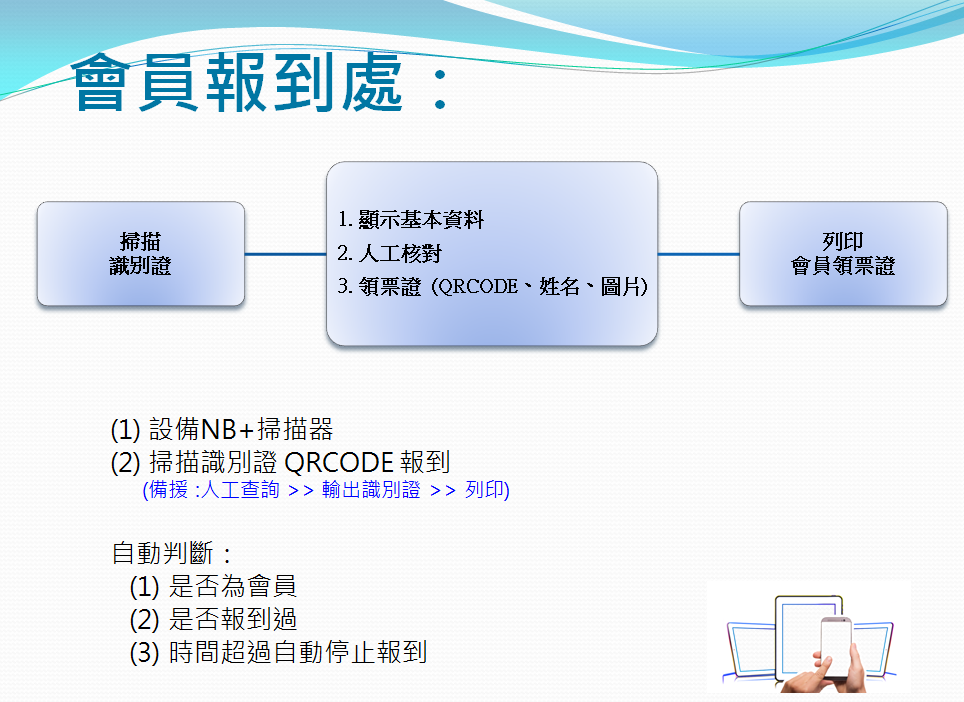 會員報到處：
掃描
識別證
1. 顯示基本資料
2. 人工核對
3. 領票證 (QRCODE、姓名、圖片)
列印
會員領票證
(1) 設備NB+掃描器
(2) 掃描識別證 QRCODE 報到
(備援 :人工查詢 >> 輸出識別證 >> 列印)
自動判斷：
(1) 是否為會員
(2) 是否報到過
(3) 時間超過自動停止報到